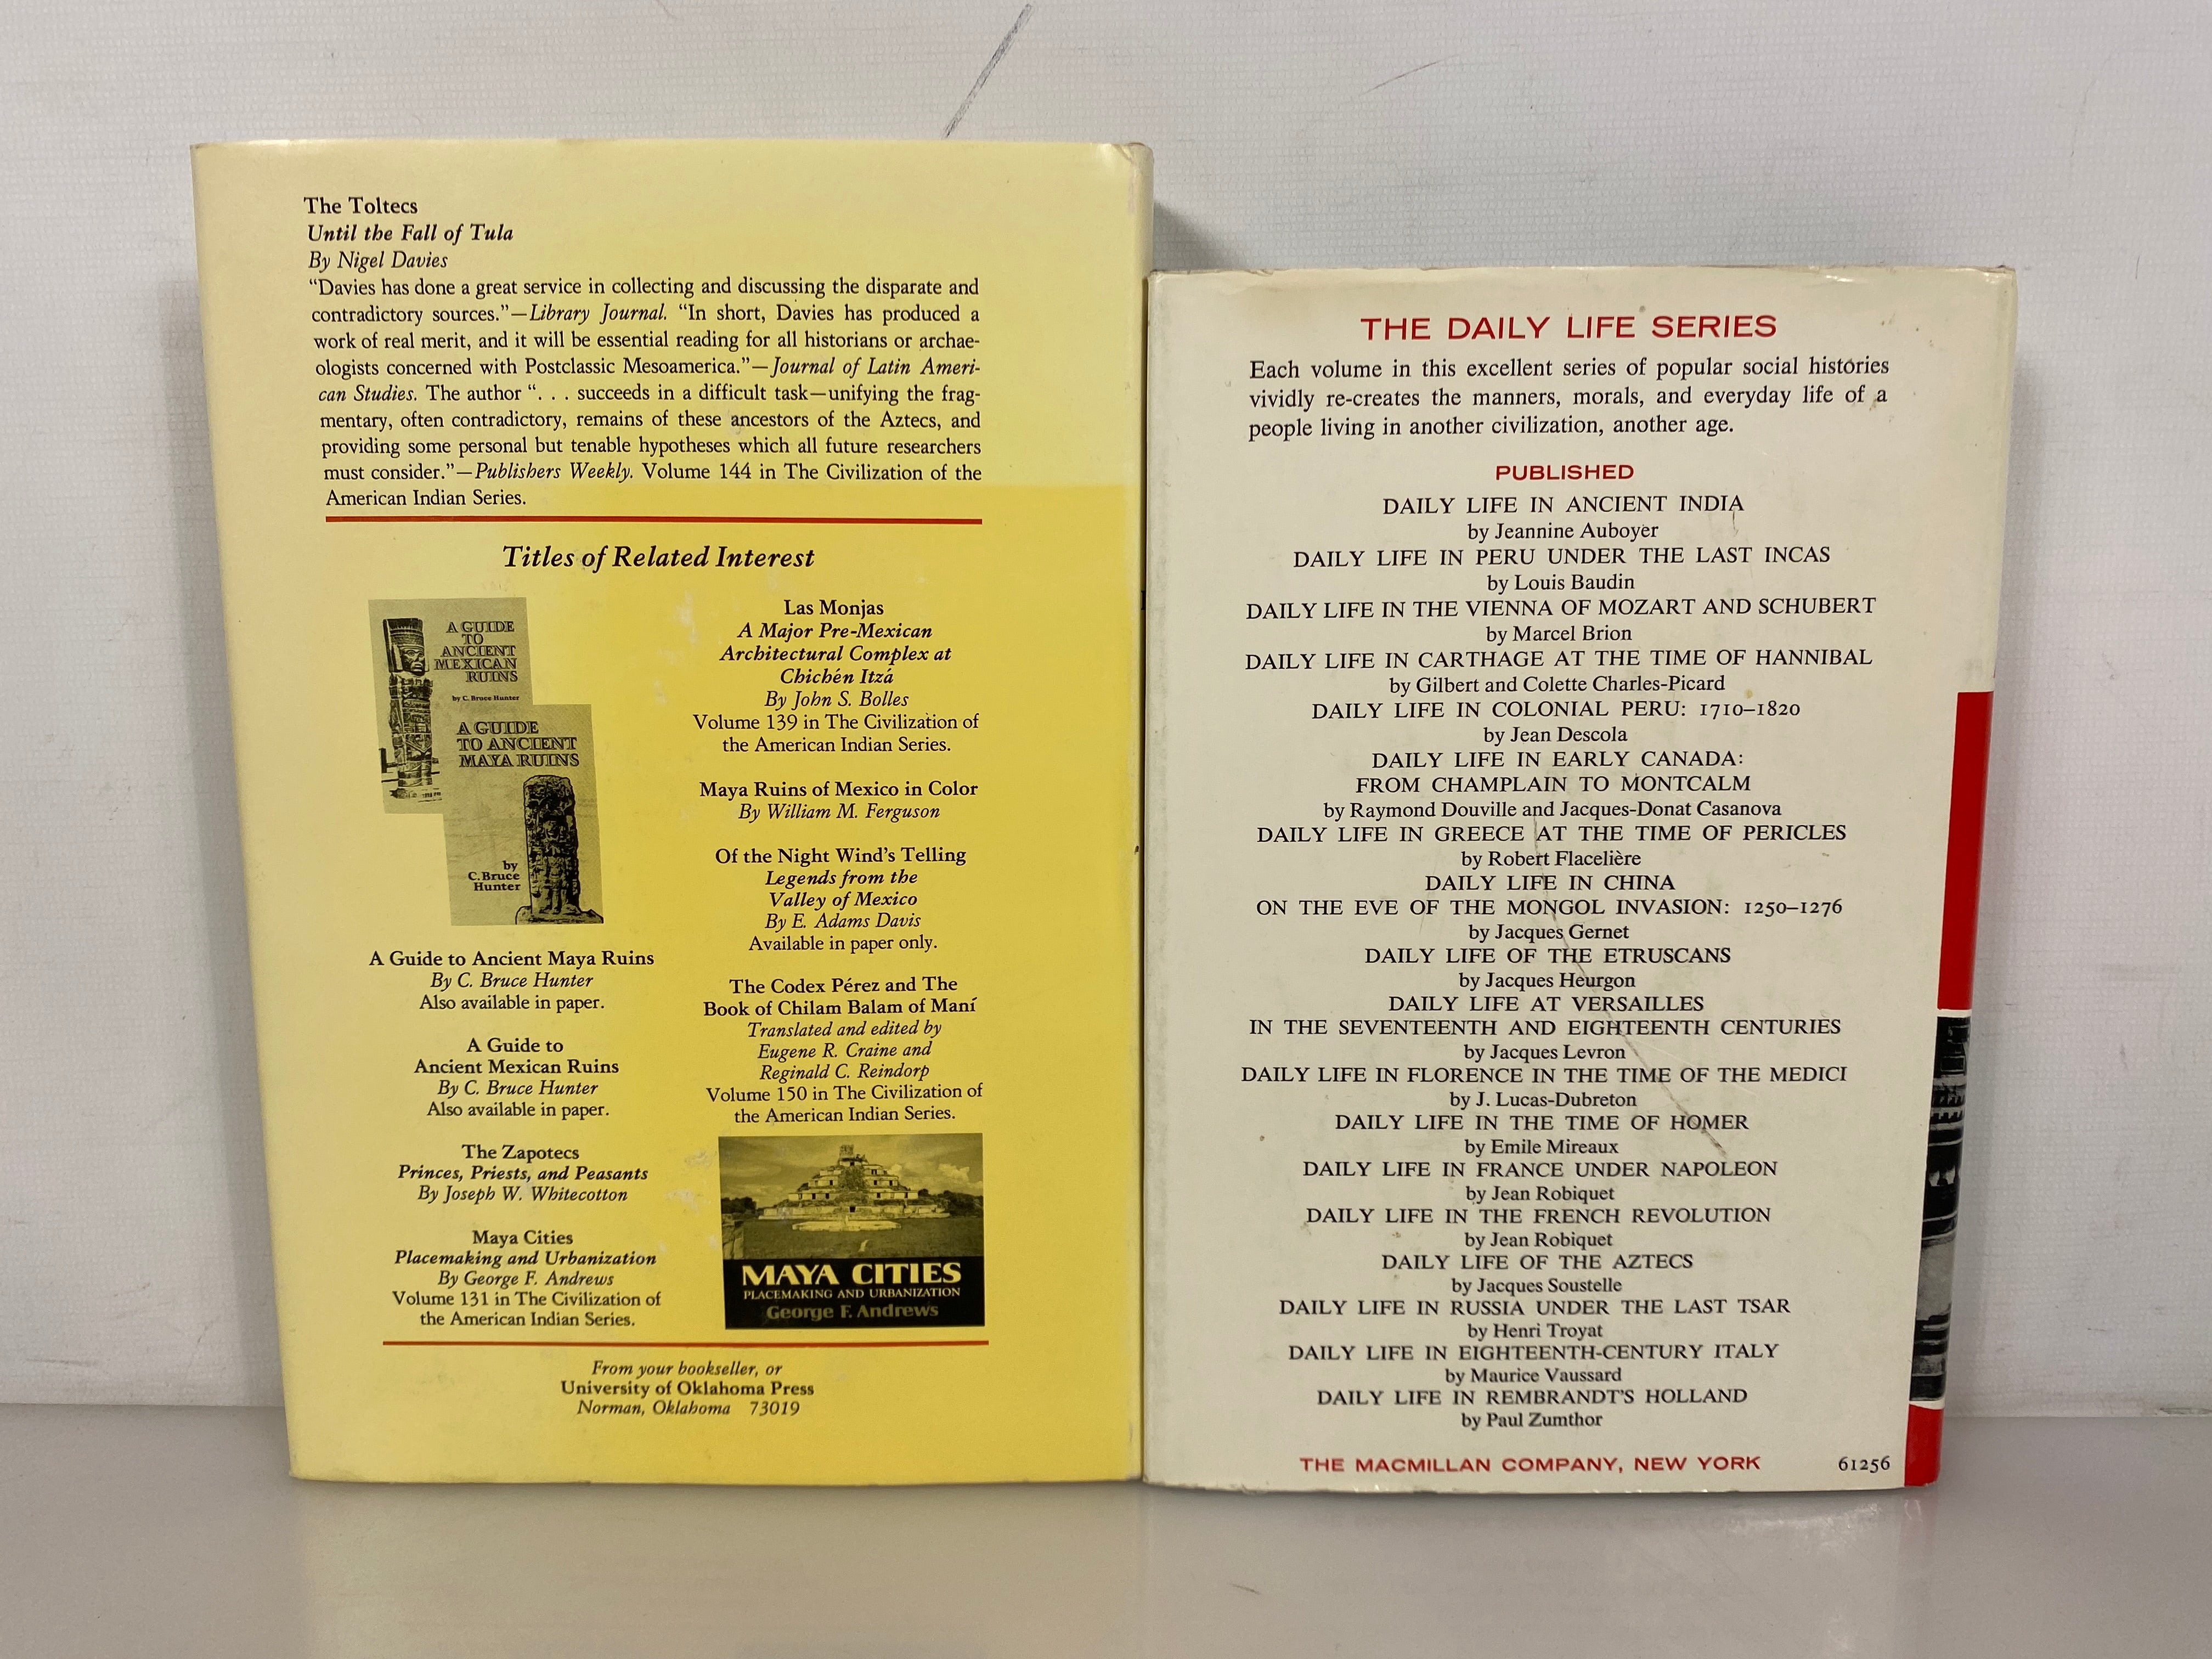 The Toltecs
Until the Fall of Tula
By Nigel Davies
“Davies has done a great service in collecting and discussing the disparate and
contradictory sources.”—Library Journal. “In short, Davies has produced a
work of real merit, and it will be essential reading for all historians or archae-
ologists concerned with Postclassic Mesoamerica.”—Journal of Latin Ameri-
can Studies. The author “. . . succeeds in a difficult task—unifying the frag-
mentary, often contradictory, remains of these ancestors of the Aztecs, and
providing some personal but tenable hypotheses which all future researchers
must consider.”—Publishers Weekly. Volume 144 in The Civilization of the
American Indian Series.
Titles of Related Interest
A GUIDE
TO
ANCIENT
MEXICAN
RUINS
by C. Bruce Hunter
A GUIDE
TO ANCIENT
MAYA RUINS
by
C. Bruce
Hunter
A Guide to Ancient Maya Ruins
By C. Bruce Hunter
Also available in paper.
A Guide to
Ancient Mexican Ruins
By C. Bruce Hunter
Also available in paper.
The Zapotecs
Princes, Priests, and Peasants
By Joseph W. Whitecotton
Maya Cities
Placemaking and Urbanization
By George F. Andrews
Volume 131 in The Civilization of
the American Indian Series.
Las Monjas
A Major Pre-Mexican
Architectural Complex at
Chichén Itzá
By John S. Bolles
Volume 139 in The Civilization of
the American Indian Series.
Maya Ruins of Mexico in Color
By William M. Ferguson
Of the Night Wind's Telling
Legends from the
Valley of Mexico
By E. Adams Davis
Available in paper only.
The Codex Pérez and The
Book of Chilam Balam of Maní
Translated and edited by
Eugene R. Craine and
Reginald C. Reindorp
Volume 150 in The Civilization of
the American Indian Series.
MAYA CITIES
PLACEMAKING AND URBANIZATION
George F. Andrews
From your bookseller, or
University of Oklahoma Press
Norman, Oklahoma 73019
THE DAILY LIFE SERIES
Each volume in this excellent series of popular social histories
vividly re-creates the manners, morals, and everyday life of a
people living in another civilization, another age.
PUBLISHED
DAILY LIFE IN ANCIENT INDIA
by Jeannine Auboyer
DAILY LIFE IN PERU UNDER THE LAST INCAS
by Louis Baudin
DAILY LIFE IN THE VIENNA OF MOZART AND SCHUBERT
by Marcel Brion
DAILY LIFE IN CARTHAGE AT THE TIME OF HANNIBAL
by Gilbert and Colette Charles-Picard
DAILY LIFE IN COLONIAL PERU: 1710–1820
by Jean Descola
DAILY LIFE IN EARLY CANADA:
FROM CHAMPLAIN TO MONTCALM
by Raymond Douville and Jacques-Donat Casanova
DAILY LIFE IN GREECE AT THE TIME OF PERICLES
by Robert Flacelière
DAILY LIFE IN CHINA
ON THE EVE OF THE MONGOL INVASION: 1250–1276
by Jacques Gernet
DAILY LIFE OF THE ETRUSCANS
by Jacques Heurgon
DAILY LIFE AT VERSAILLES
IN THE SEVENTEENTH AND EIGHTEENTH CENTURIES
by Jacques Levron
DAILY LIFE IN FLORENCE IN THE TIME OF THE MEDICI
by J. Lucas-Dubreton
DAILY LIFE IN THE TIME OF HOMER
by Emile Mireaux
DAILY LIFE IN FRANCE UNDER NAPOLEON
by Jean Robiquet
DAILY LIFE IN THE FRENCH REVOLUTION
by Jean Robiquet
DAILY LIFE OF THE AZTECS
by Jacques Soustelle
DAILY LIFE IN RUSSIA UNDER THE LAST TSAR
by Henri Troyat
DAILY LIFE IN EIGHTEENTH-CENTURY ITALY
by Maurice Vaussard
DAILY LIFE IN REMBRANDT'S HOLLAND
by Paul Zumthor
THE MACMILLAN COMPANY, NEW YORK 61256